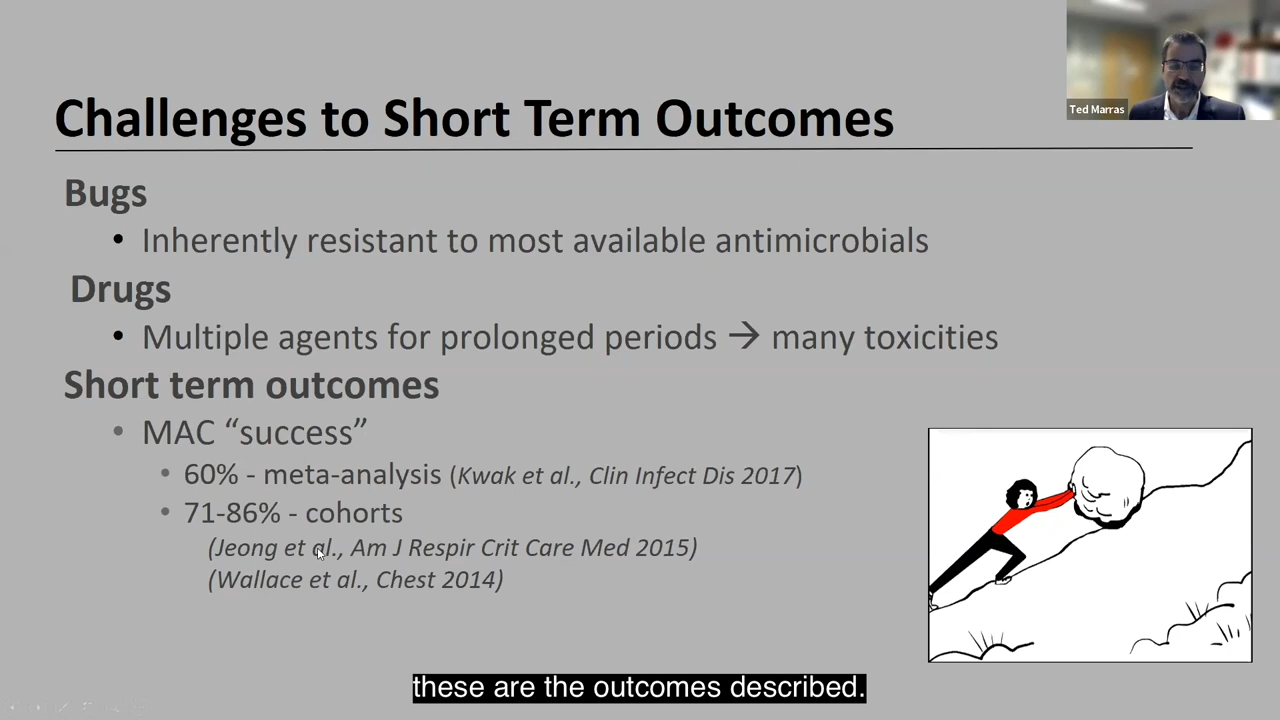 Ted Marras
Challenges to Short Term Outcomes
Bugs
• Inherently resistant to most available antimicrobials
Drugs
• Multiple agents for prolonged periods → many toxicities
Short term outcomes
• MAC “success”
• 60% - meta-analysis (Kwak et al., Clin Infect Dis 2017)
• 71-86% - cohorts
(Jeong et al., Am J Respir Crit Care Med 2015)
(Wallace et al., Chest 2014)
these are the outcomes described.